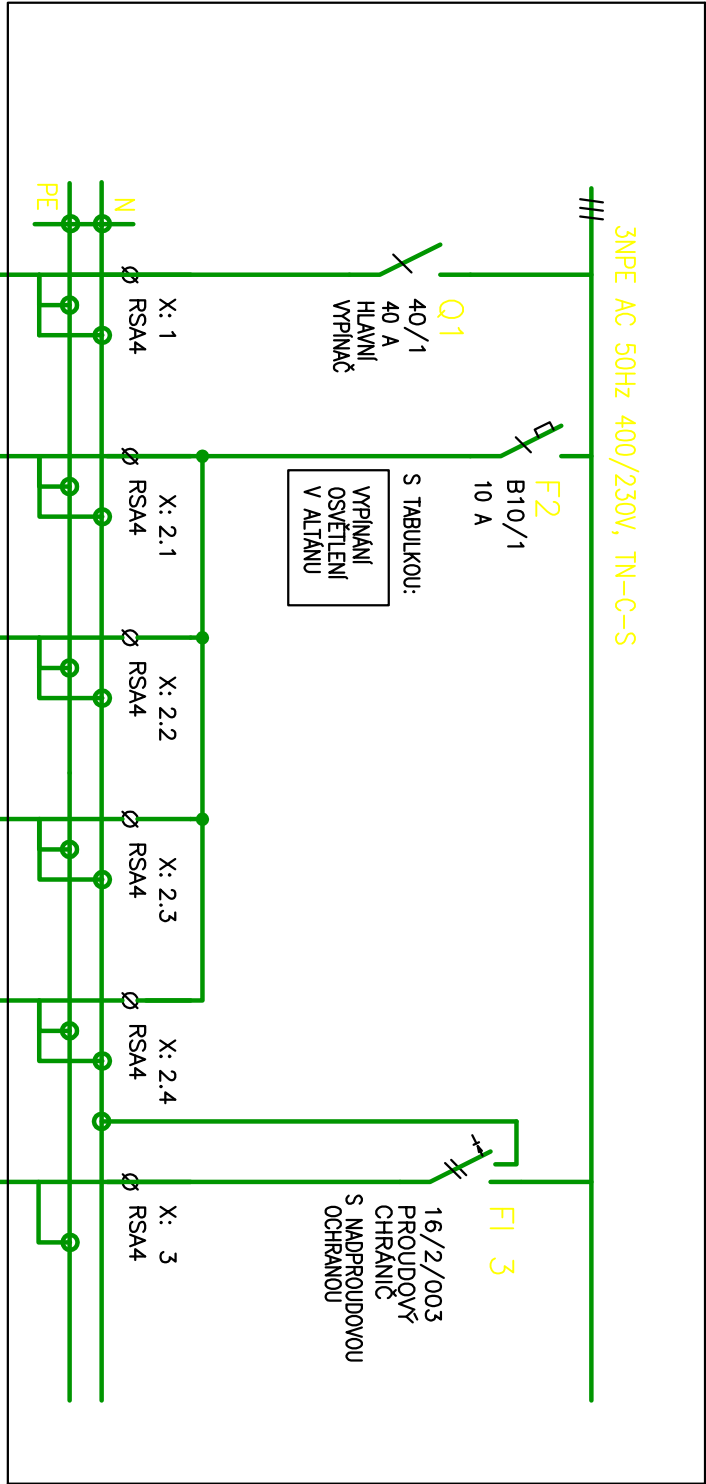 3NPE AC 50Hz 400/230V, TN-C-S
Q1
40/1
40 A
HLAVNÍ
VYPÍNAČ
F2
B10/1
10 A
S TABULKOU:
VYPÍNÁNÍ
OSVĚTLENÍ
V ALTÁNU
FI 3
16/2/003
PROUDOVÝ
CHRÁNIČ
S NADPROUDOVOU
OCHRANOU
N
PE
X: 1
RSA4
X: 2.1
RSA4
X: 2.2
RSA4
X: 2.3
RSA4
X: 2.4
RSA4
X: 3
RSA4